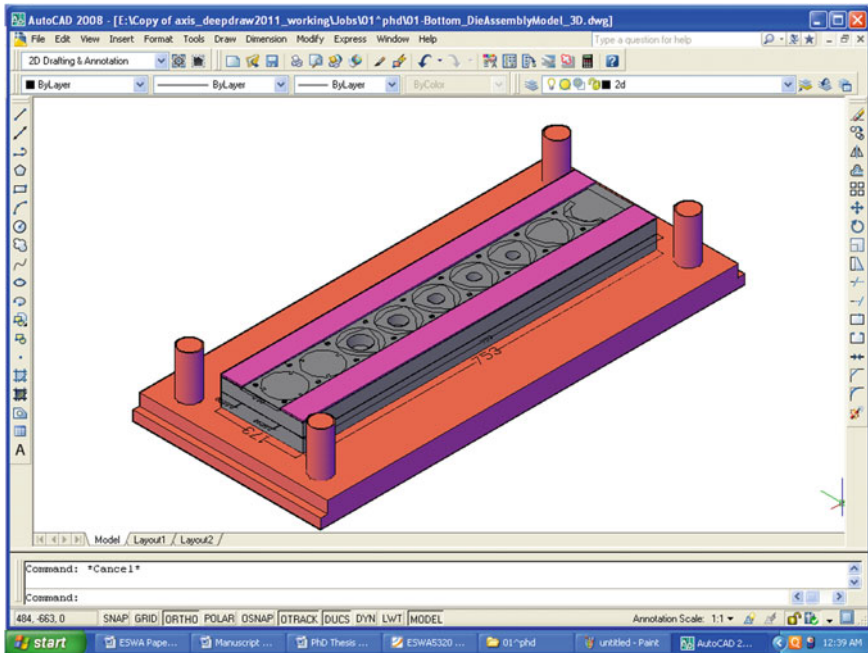 AutoCAD 2008 - [E:\Copy of axis_deepdraw2011_working\Jobs\01^phd\01-Bottom_DieAssemblyModel_3D.dwg]
File Edit View Insert Format Tools Draw Dimension Modify Express Window Help
Type a question for help
2D Drafting & Annotation
ByLayer ByLayer ByLayer ByColor 2d
753
173
A
Model Layout1 Layout2
Command: *Cancel*
Command:
484, -663, 0 SNAP GRID ORTHO POLAR OSNAP OTRACK DUCS DYN LWT MODEL Annotation Scale: 1:1
start ESWA Pape... Manuscript ... PhD Thesis ... ESWA5320 01^phd untitled - Paint AutoCAD 2... 12:39 AM